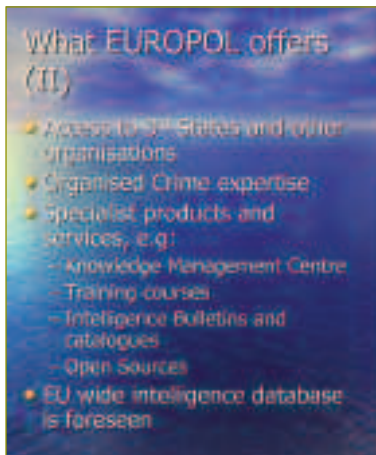 What EUROPOL offers
(II)
• Access to 3rd States and other
organisations
• Organised Crime expertise
• Specialist products and
services, e.g:
– Knowledge Management Centre
– Training courses
– Intelligence Bulletins and
catalogues
– Open Sources
• EU wide intelligence database
is foreseen